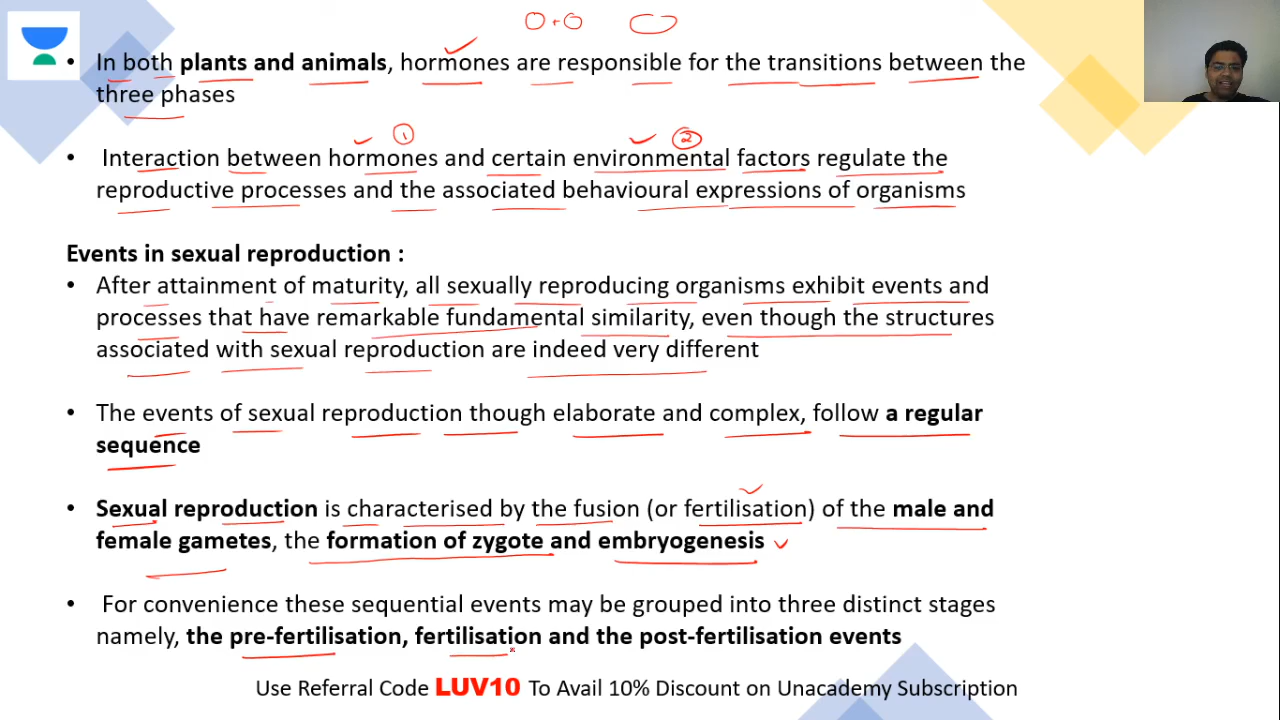 • In both plants and animals, hormones are responsible for the transitions between the
three phases
1 2
• Interaction between hormones and certain environmental factors regulate the
reproductive processes and the associated behavioural expressions of organisms
Events in sexual reproduction :
• After attainment of maturity, all sexually reproducing organisms exhibit events and
processes that have remarkable fundamental similarity, even though the structures
associated with sexual reproduction are indeed very different
• The events of sexual reproduction though elaborate and complex, follow a regular
sequence
• Sexual reproduction is characterised by the fusion (or fertilisation) of the male and
female gametes, the formation of zygote and embryogenesis
• For convenience these sequential events may be grouped into three distinct stages
namely, the pre-fertilisation, fertilisation and the post-fertilisation events
Use Referral Code LUV10 To Avail 10% Discount on Unacademy Subscription